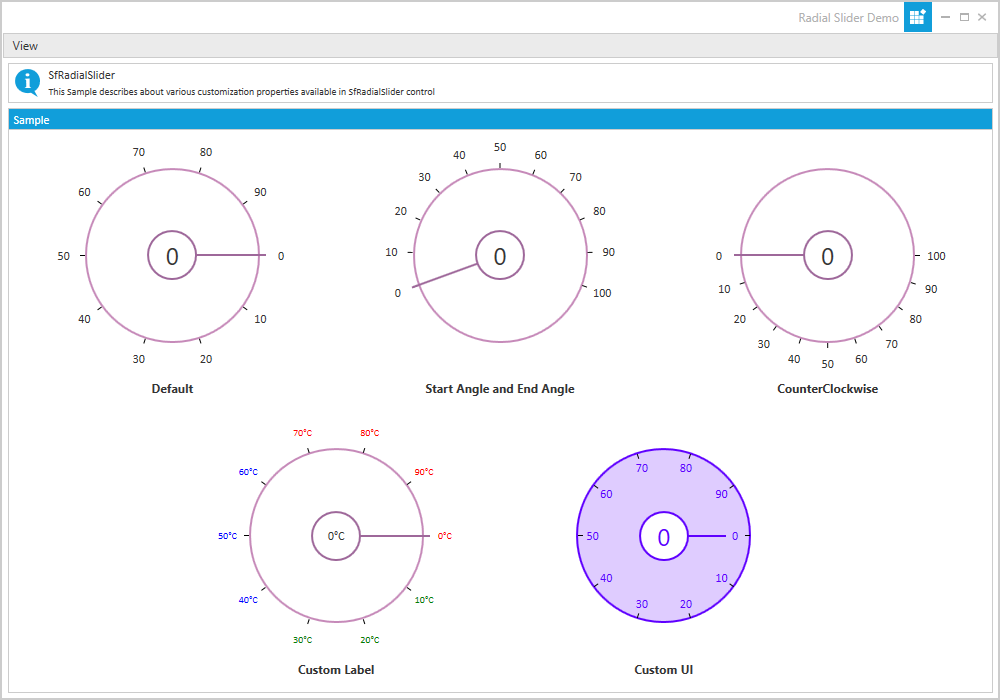 Radial Slider Demo
View
i
SfRadialSlider
This Sample describes about various customization properties available in SfRadialSlider control
Sample
70 80
60 90
50 0 0
40 10
30 20
Default
50
40 60
30 70
20 80
10 0 90
0 100
Start Angle and End Angle
0 0 100
10 90
20 80
30 70
40 50 60
CounterClockwise
70°C 80°C
60°C 90°C
50°C 0°C 0°C
40°C 10°C
30°C 20°C
Custom Label
70 80
60 90
50 0 0
40 10
30 20
Custom UI